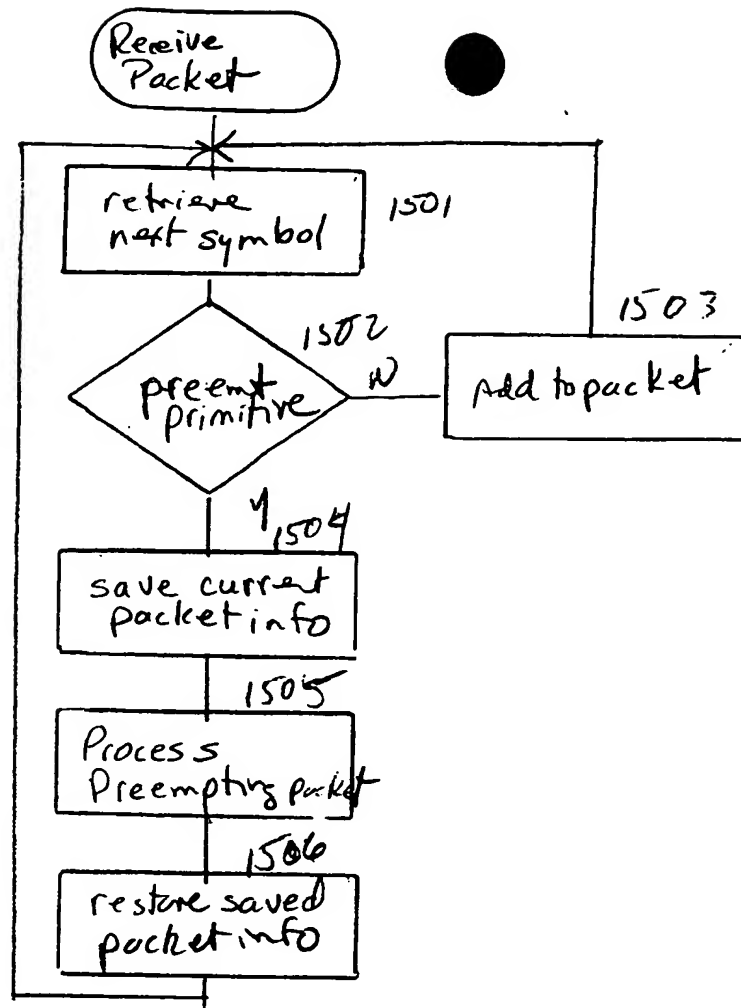 Receive
Packet
retrieve
next symbol
1501
1502
preemt
primitive
N
1503
Add to packet
Y
1504
save current
packet info
1505
Process
Preempting packet
1506
restore saved
packet info